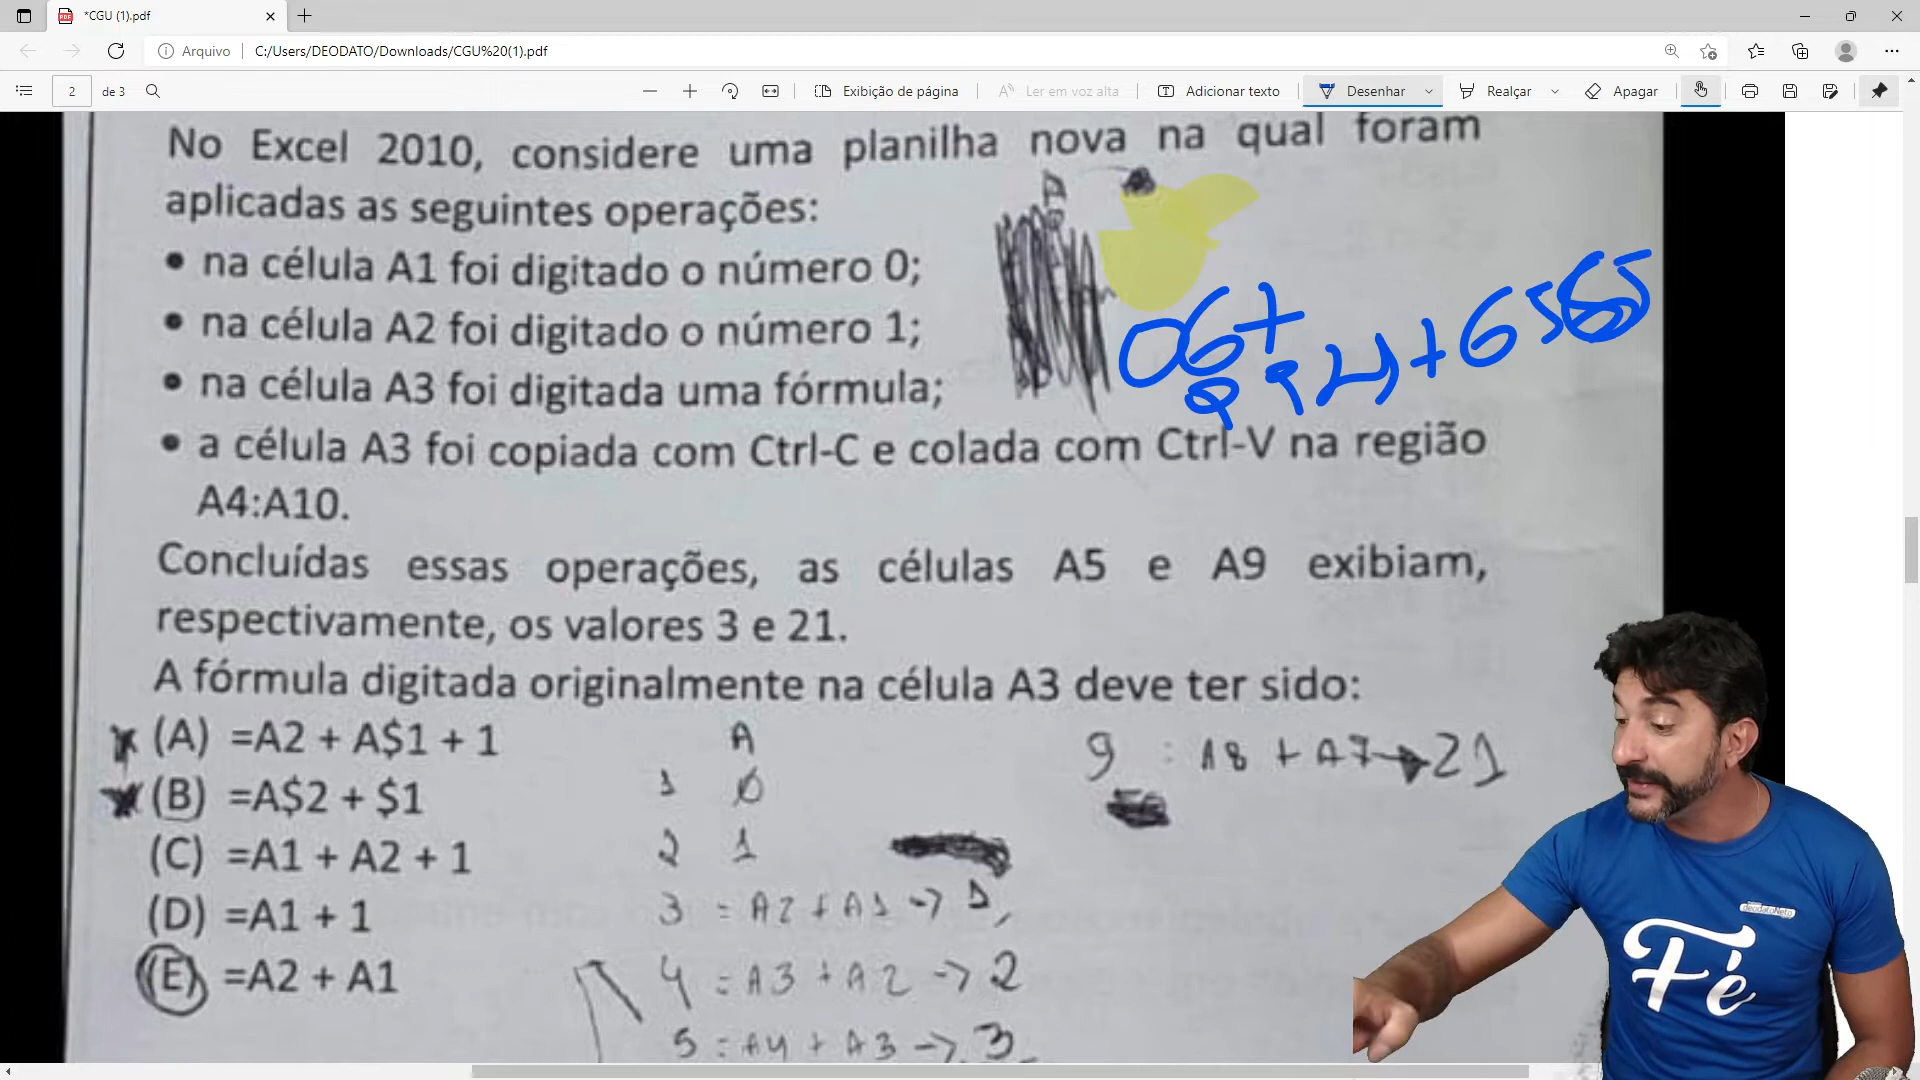 *CGU (1).pdf
Arquivo C:/Users/DEODATO/Downloads/CGU%20(1).pdf
2 de 3 Exibição de página Ler em voz alta Adicionar texto Desenhar Realçar Apagar
No Excel 2010, considere uma planilha nova na qual foram
aplicadas as seguintes operações:
• na célula A1 foi digitado o número 0;
• na célula A2 foi digitado o número 1;
• na célula A3 foi digitada uma fórmula;
• a célula A3 foi copiada com Ctrl-C e colada com Ctrl-V na região
A4:A10.
Concluídas essas operações, as células A5 e A9 exibiam,
respectivamente, os valores 3 e 21.
A fórmula digitada originalmente na célula A3 deve ter sido:
(A) =A2 + A$1 + 1
(B) =A$2 + $1
(C) =A1 + A2 + 1
(D) =A1 + 1
(E) =A2 + A1
A
1 0
2 1
3 = A2 + A1 → 1
4 = A3 + A2 → 2
5 = A4 + A3 → 3
9 : A8 + A7 → 21
deodatoNeto
Fé